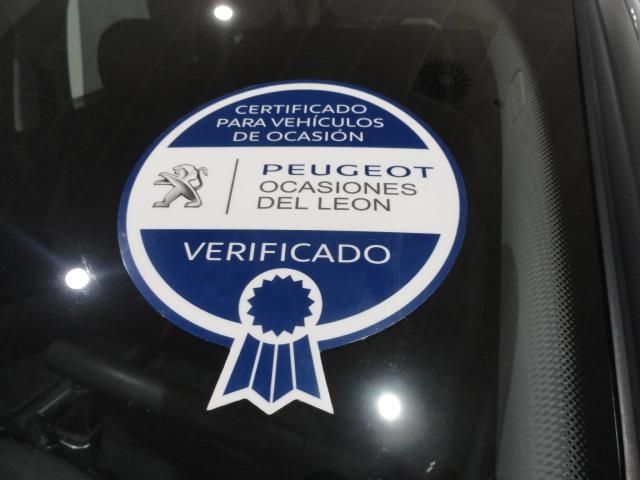 CERTIFICADO
PARA VEHÍCULOS
DE OCASIÓN
PEUGEOT
OCASIONES
DEL LEON
VERIFICADO